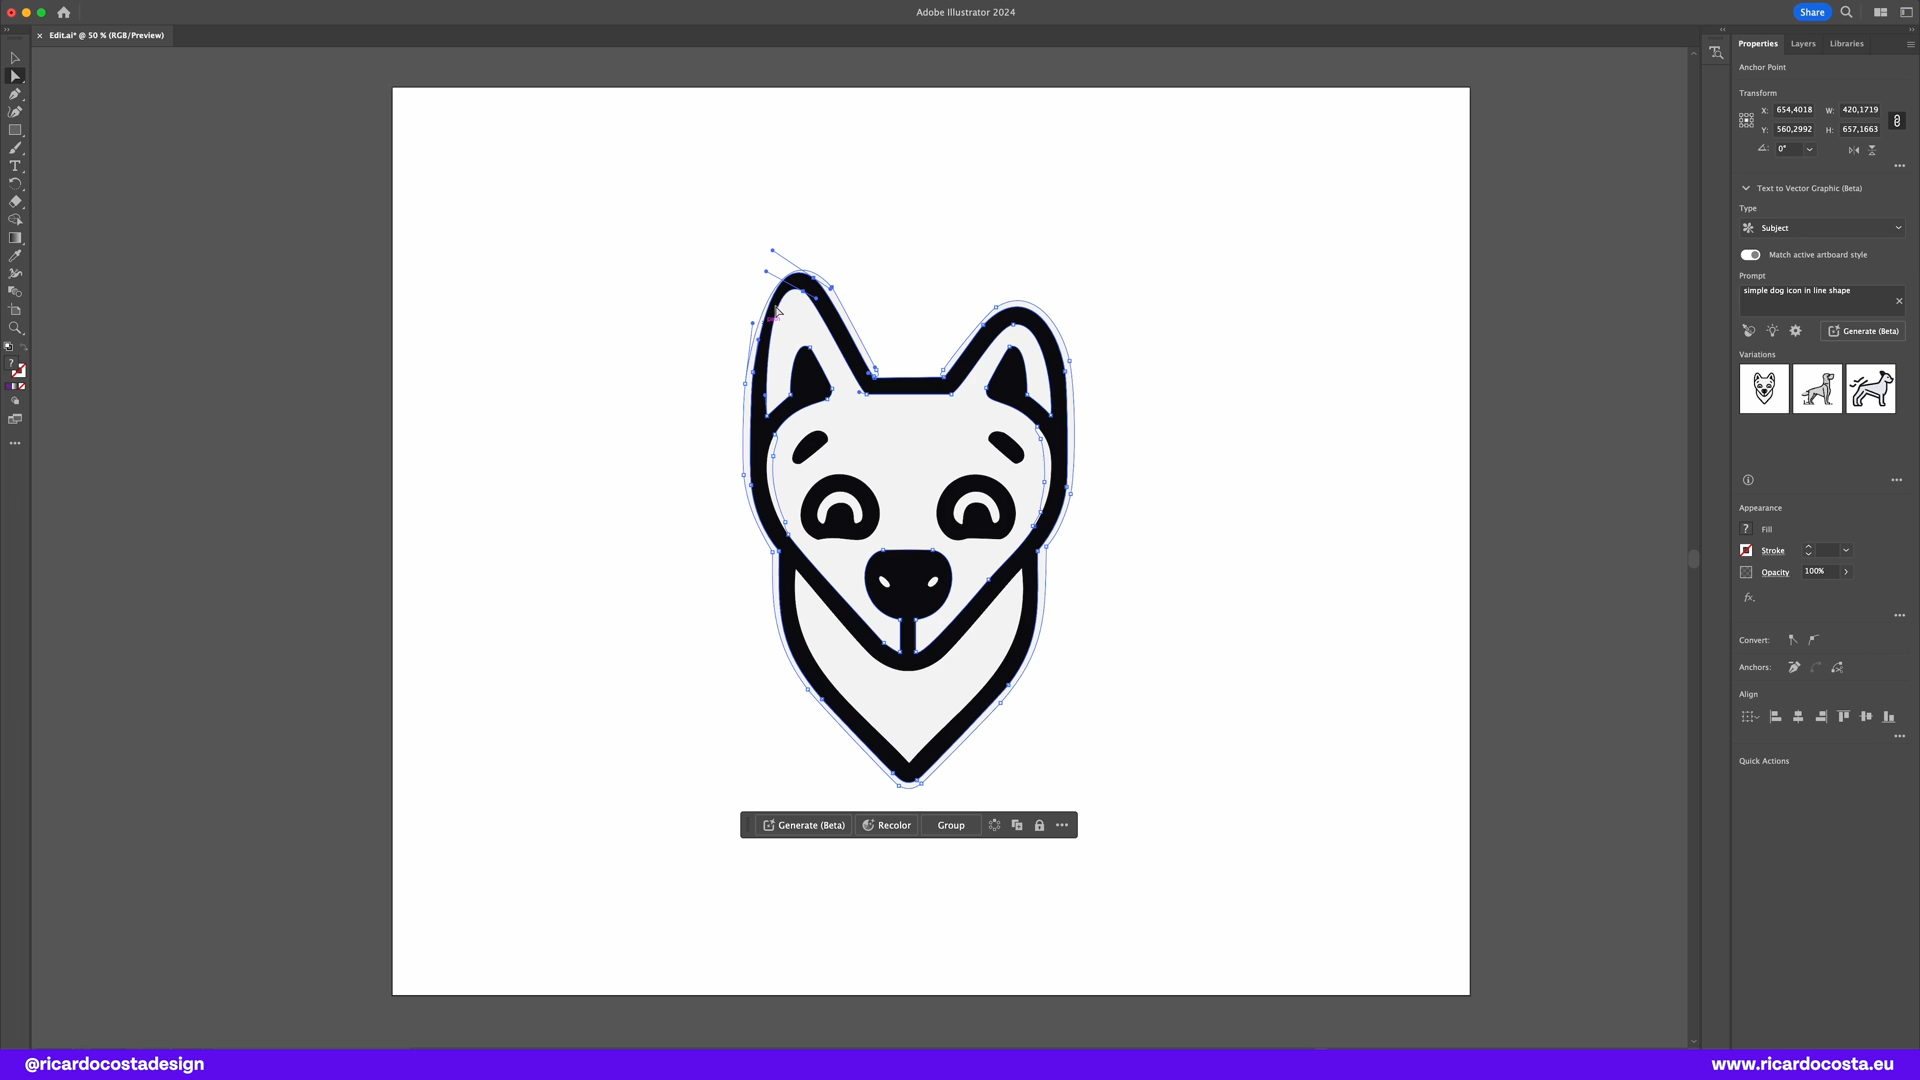 Adobe Illustrator 2024
Share
Edit.ai* @ 50 % (RGB/Preview)
Properties
Layers
Libraries
Anchor Point
Transform
X: 654,4018
W: 420,1719
Y: 560,2992
H: 657,1663
0°
Text to Vector Graphic (Beta)
Type
Subject
Match active artboard style
Prompt
simple dog icon in line shape
Generate (Beta)
Variations
Appearance
? Fill
Stroke
Opacity 100%
fx.
Convert:
Anchors:
Align
Quick Actions
Generate (Beta)
Recolor
Group
@ricardocostadesign
www.ricardocosta.eu